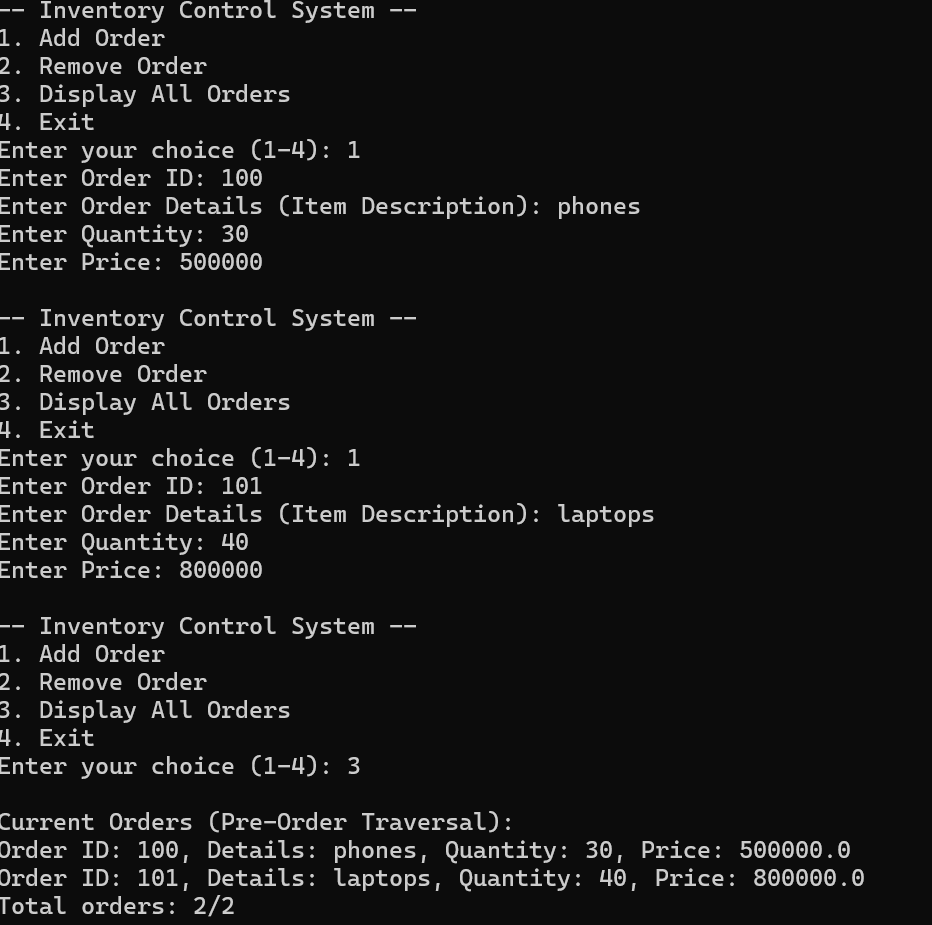 -- Inventory Control System --
1. Add Order
2. Remove Order
3. Display All Orders
4. Exit
Enter your choice (1-4): 1
Enter Order ID: 100
Enter Order Details (Item Description): phones
Enter Quantity: 30
Enter Price: 500000

-- Inventory Control System --
1. Add Order
2. Remove Order
3. Display All Orders
4. Exit
Enter your choice (1-4): 1
Enter Order ID: 101
Enter Order Details (Item Description): laptops
Enter Quantity: 40
Enter Price: 800000

-- Inventory Control System --
1. Add Order
2. Remove Order
3. Display All Orders
4. Exit
Enter your choice (1-4): 3

Current Orders (Pre-Order Traversal):
Order ID: 100, Details: phones, Quantity: 30, Price: 500000.0
Order ID: 101, Details: laptops, Quantity: 40, Price: 800000.0
Total orders: 2/2